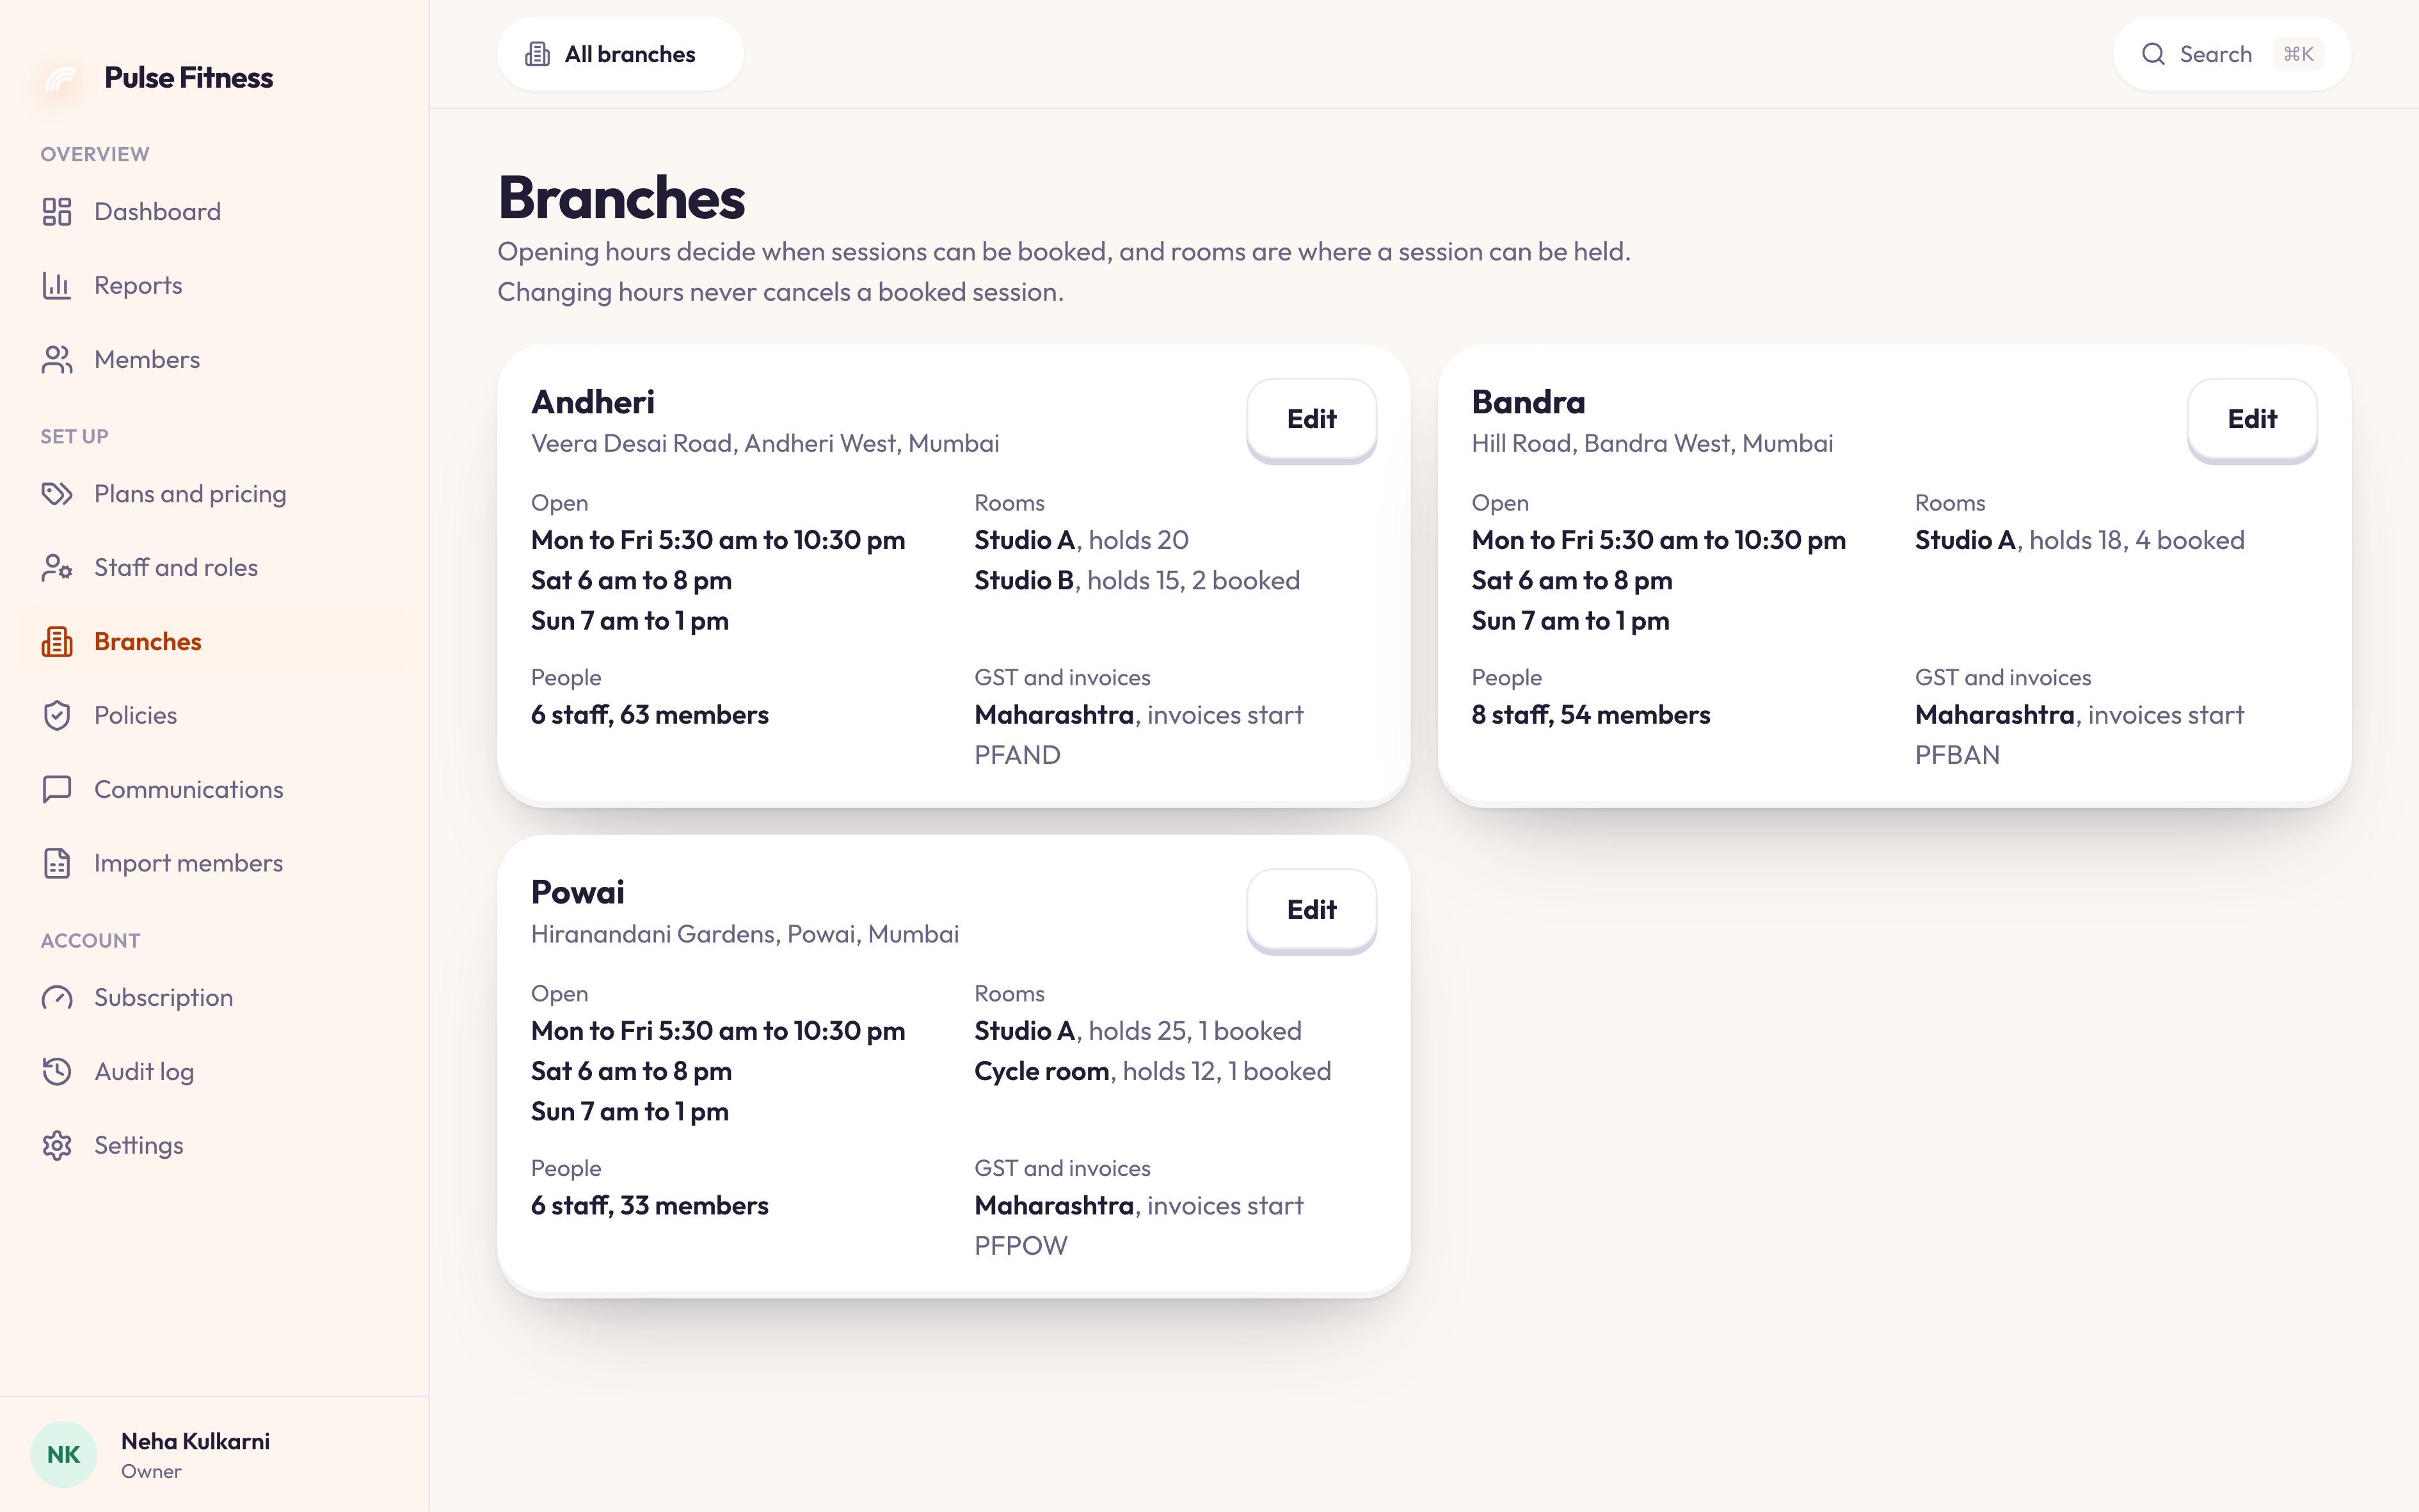 Pulse Fitness
OVERVIEW
Dashboard
Reports
Members
SET UP
Plans and pricing
Staff and roles
Branches
Policies
Communications
Import members
ACCOUNT
Subscription
Audit log
Settings
NK
Neha Kulkarni
Owner
All branches
Search ⌘K
Branches
Opening hours decide when sessions can be booked, and rooms are where a session can be held.
Changing hours never cancels a booked session.
Andheri
Veera Desai Road, Andheri West, Mumbai
Edit
Open
Mon to Fri 5:30 am to 10:30 pm
Sat 6 am to 8 pm
Sun 7 am to 1 pm
Rooms
Studio A, holds 20
Studio B, holds 15, 2 booked
People
6 staff, 63 members
GST and invoices
Maharashtra, invoices start
PFAND
Bandra
Hill Road, Bandra West, Mumbai
Edit
Open
Mon to Fri 5:30 am to 10:30 pm
Sat 6 am to 8 pm
Sun 7 am to 1 pm
Rooms
Studio A, holds 18, 4 booked
People
8 staff, 54 members
GST and invoices
Maharashtra, invoices start
PFBAN
Powai
Hiranandani Gardens, Powai, Mumbai
Edit
Open
Mon to Fri 5:30 am to 10:30 pm
Sat 6 am to 8 pm
Sun 7 am to 1 pm
Rooms
Studio A, holds 25, 1 booked
Cycle room, holds 12, 1 booked
People
6 staff, 33 members
GST and invoices
Maharashtra, invoices start
PFPOW